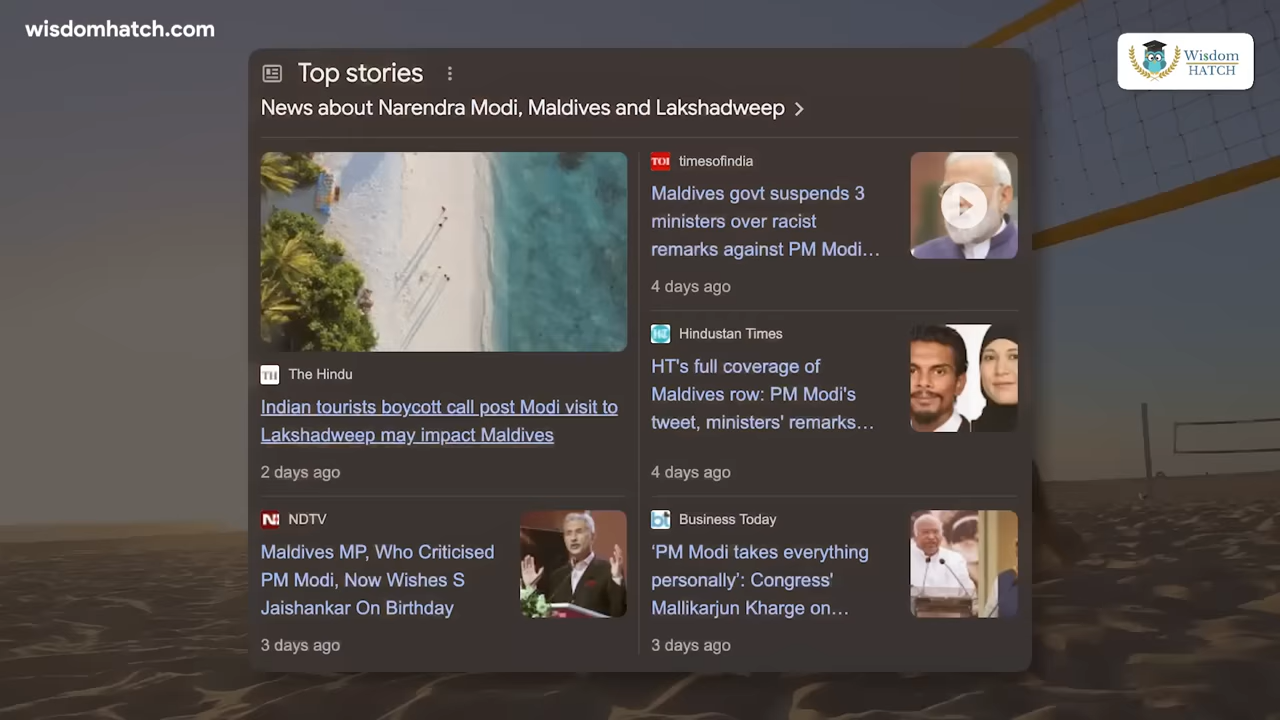 wisdomhatch.com
Wisdom
HATCH
Top stories
News about Narendra Modi, Maldives and Lakshadweep
The Hindu
Indian tourists boycott call post Modi visit to
Lakshadweep may impact Maldives
2 days ago
NDTV
Maldives MP, Who Criticised
PM Modi, Now Wishes S
Jaishankar On Birthday
3 days ago
TOI timesofindia
Maldives govt suspends 3
ministers over racist
remarks against PM Modi…
4 days ago
HT Hindustan Times
HT's full coverage of
Maldives row: PM Modi's
tweet, ministers' remarks…
4 days ago
bt Business Today
‘PM Modi takes everything
personally’: Congress'
Mallikarjun Kharge on…
3 days ago